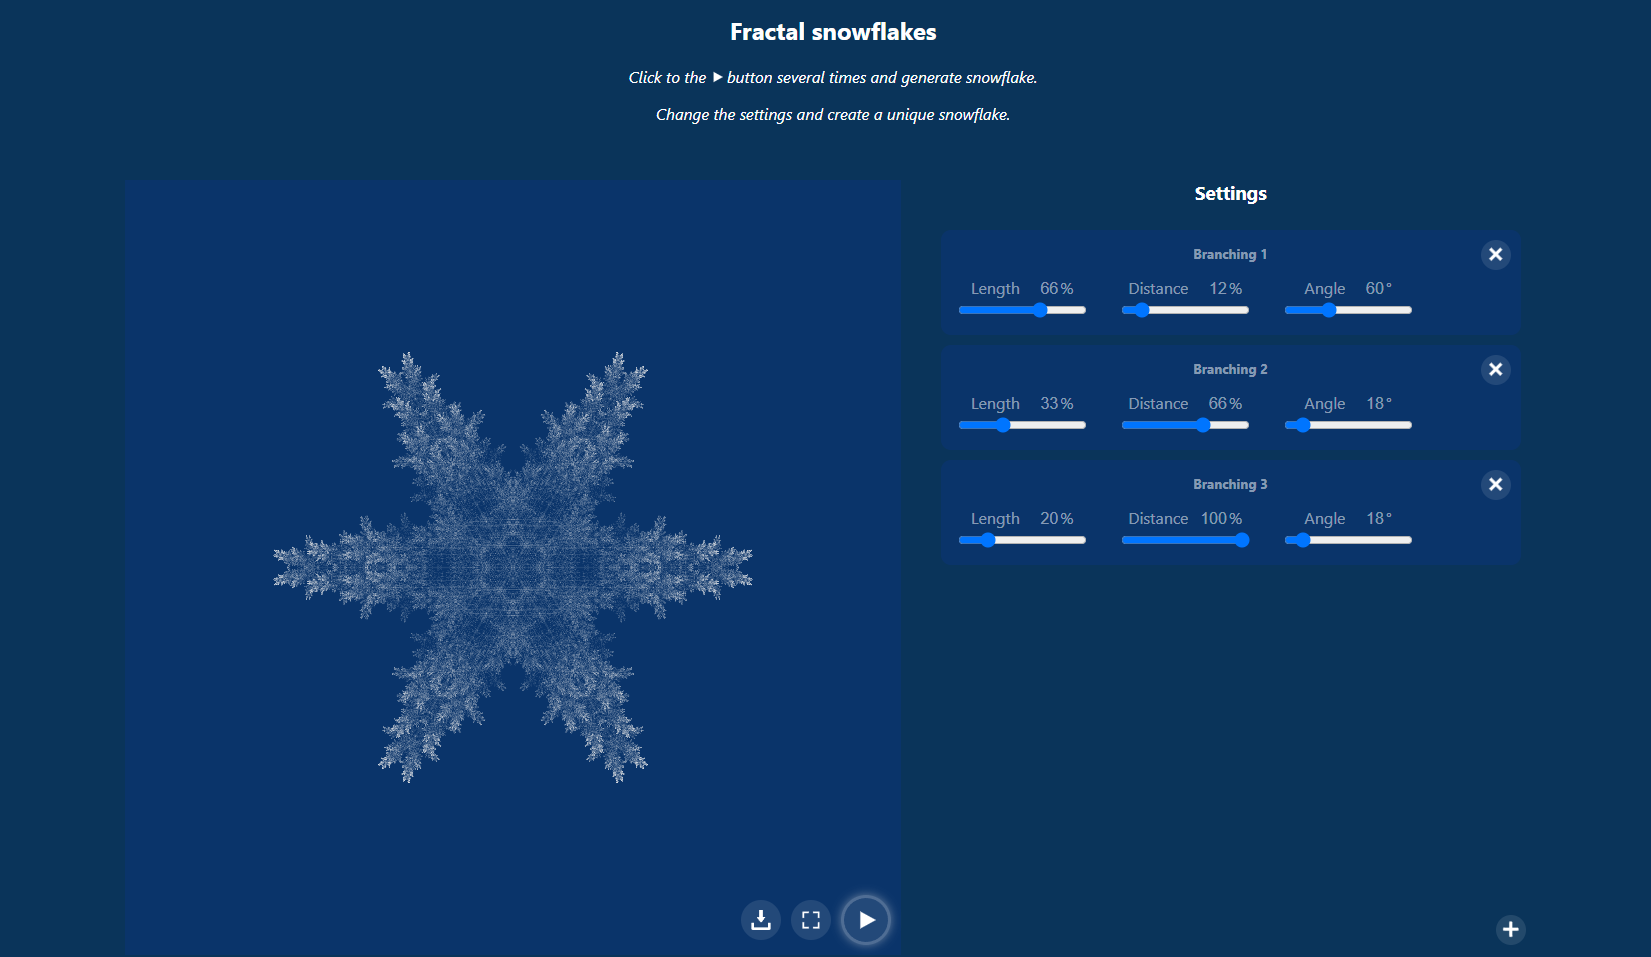 Fractal snowflakes
Click to the ▶ button several times and generate snowflake.
Change the settings and create a unique snowflake.
Settings
Branching 1
Length 66% Distance 12% Angle 60°
Branching 2
Length 33% Distance 66% Angle 18°
Branching 3
Length 20% Distance 100% Angle 18°